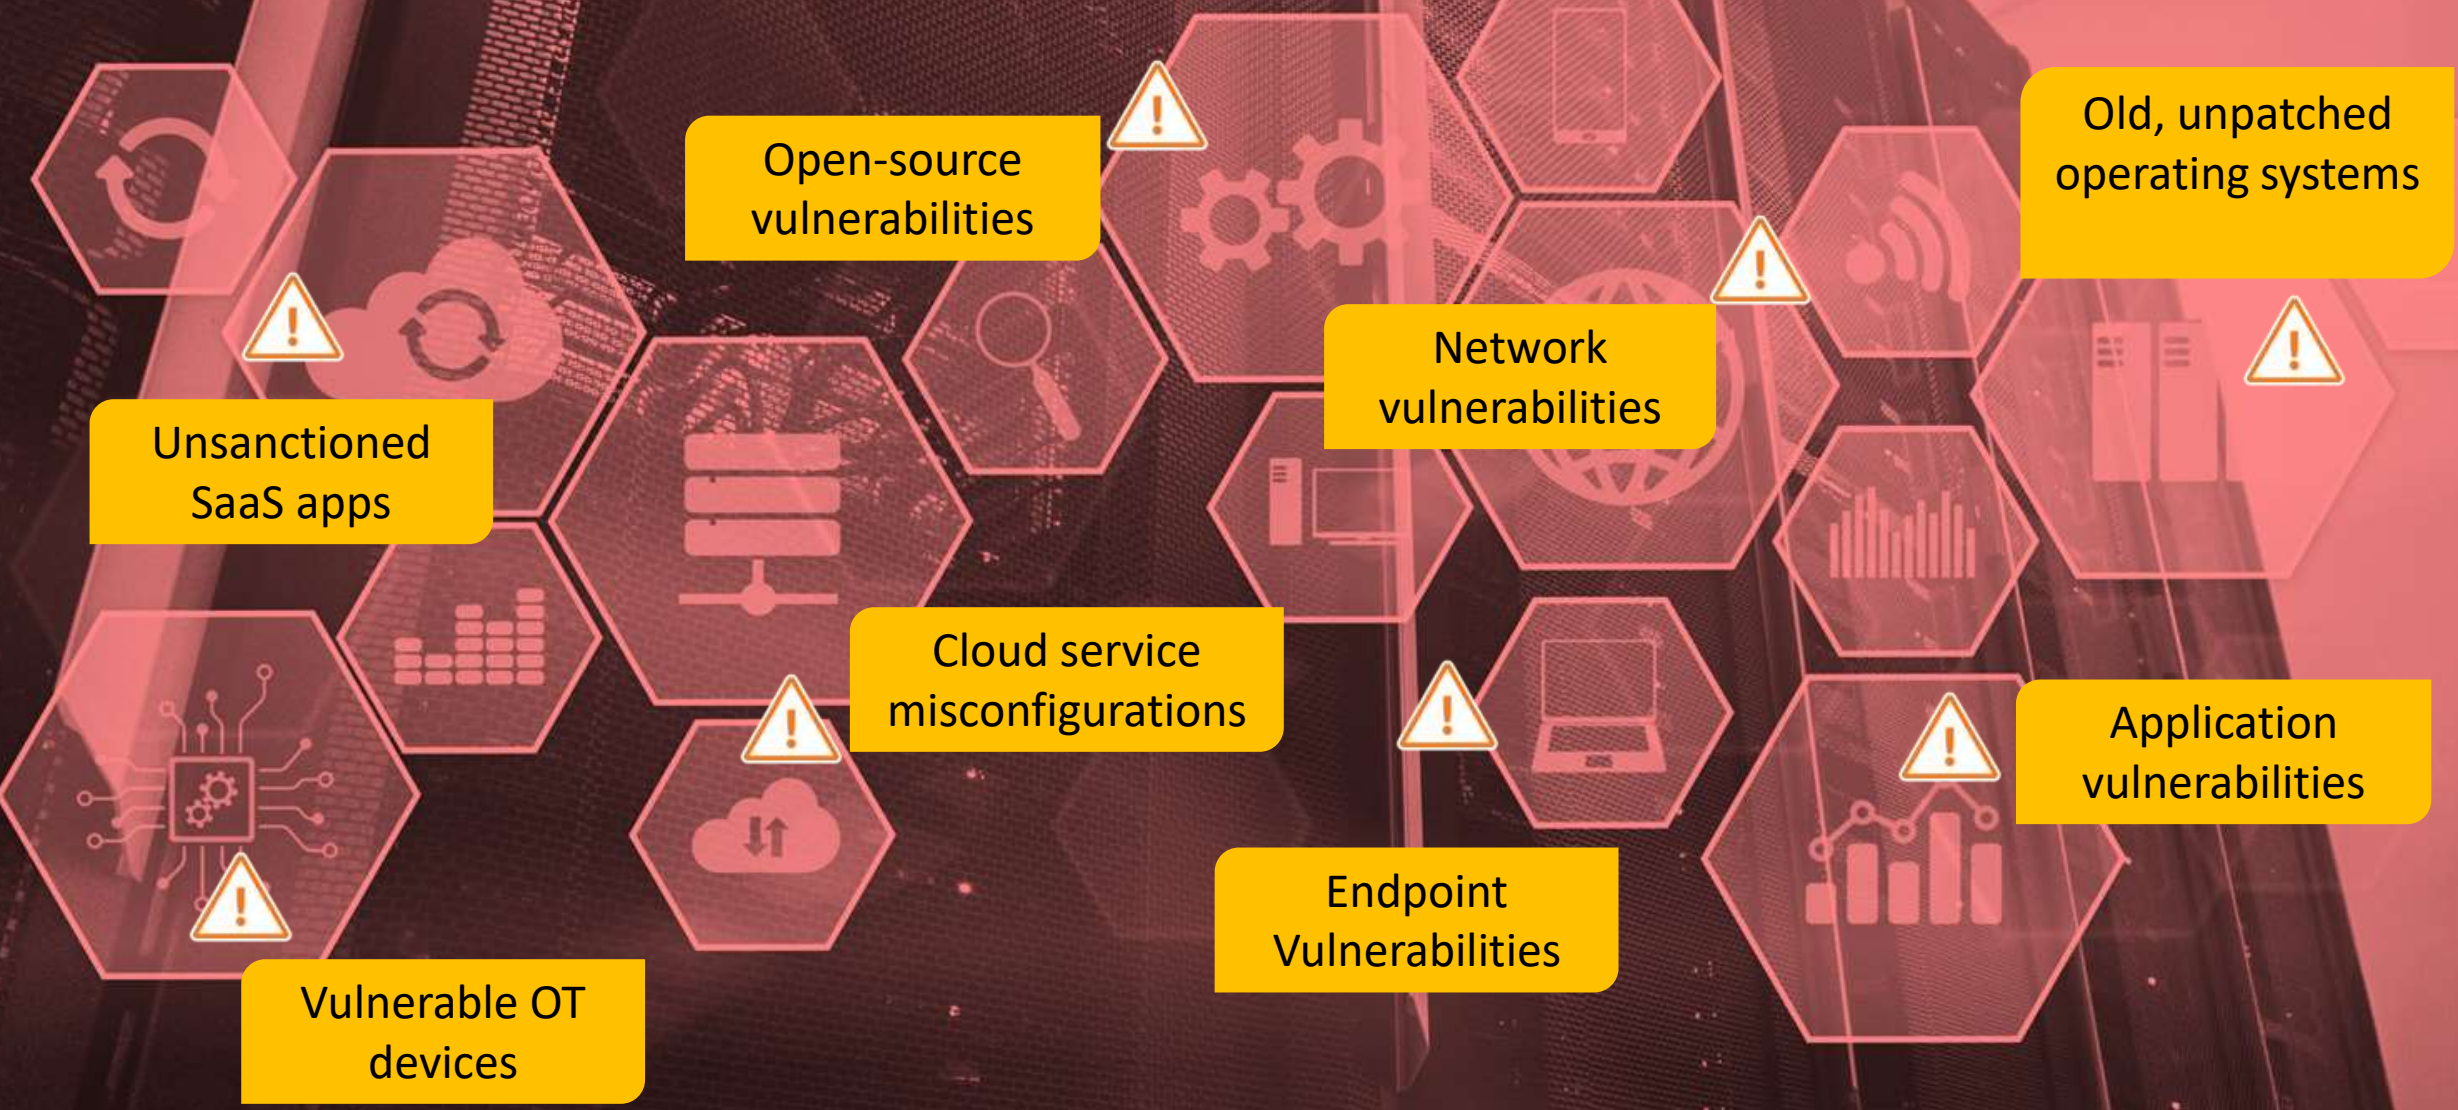 Open-source
vulnerabilities
Old, unpatched
operating systems
Network
vulnerabilities
Unsanctioned
SaaS apps
Cloud service
misconfigurations
Application
vulnerabilities
Endpoint
Vulnerabilities
Vulnerable OT
devices